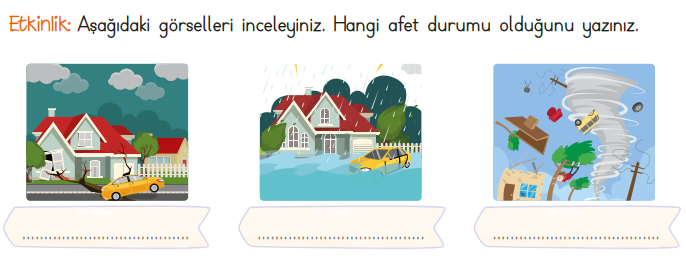 Etkinlik: Aşağıdaki görselleri inceleyiniz. Hangi afet durumu olduğunu yazınız.